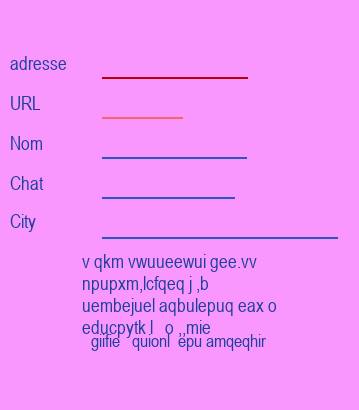 adresse
URL
Nom
Chat
City
v qkm vwuueewui gee.vv
npupxm,lcfqeq j ,b
uembejuel aqbulepuq eax o
educpytk l o ,,mie
giifie quionl epu amqeqhir